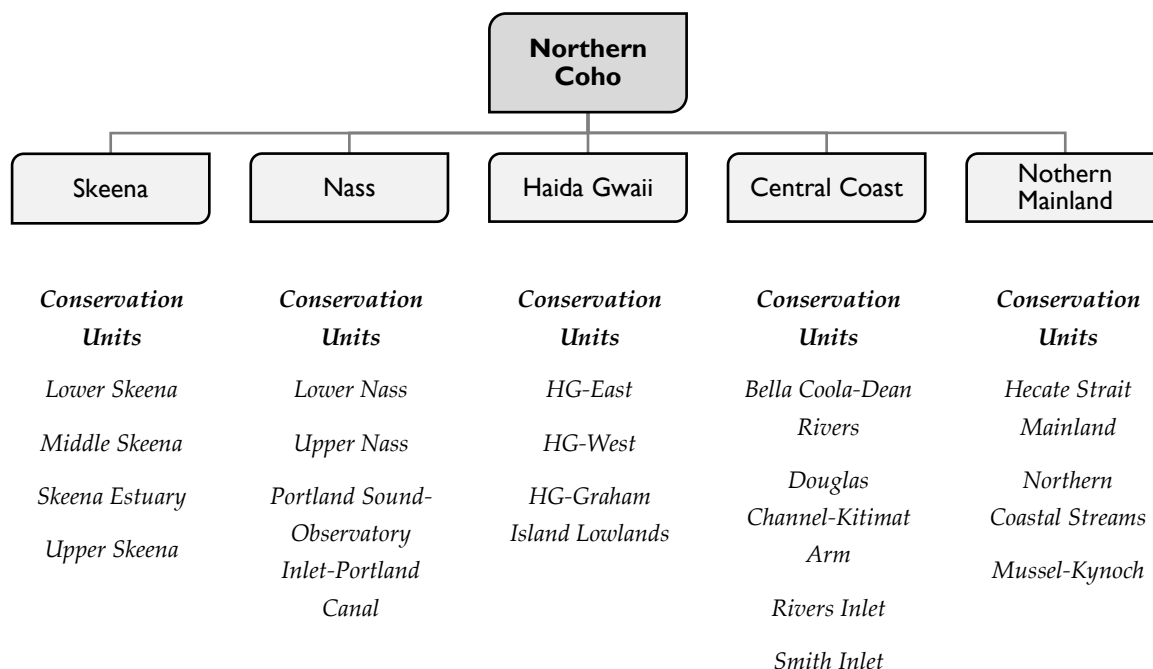 Northern
Coho
Skeena
Nass
Haida Gwaii
Central Coast
Nothern
Mainland
Conservation
Units
Lower Skeena
Middle Skeena
Skeena Estuary
Upper Skeena
Conservation
Units
Lower Nass
Upper Nass
Portland Sound-
Observatory
Inlet-Portland
Canal
Conservation
Units
HG-East
HG-West
HG-Graham
Island Lowlands
Conservation
Units
Bella Coola-Dean
Rivers
Douglas
Channel-Kitimat
Arm
Rivers Inlet
Smith Inlet
Conservation
Units
Hecate Strait
Mainland
Northern
Coastal Streams
Mussel-Kynoch